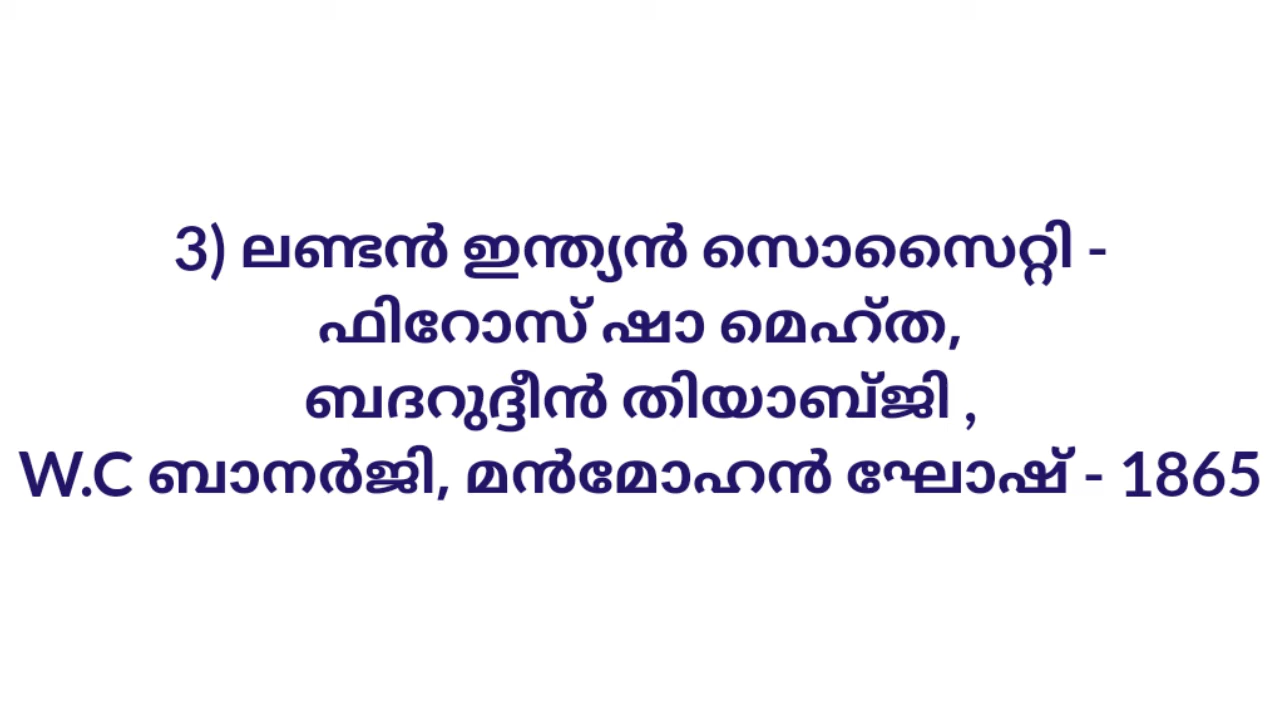 3) ലണ്ടൻ ഇന്ത്യൻ സൊസൈറ്റി -
ഫിറോസ് ഷാ മെഹ്ത,
ബദറുദ്ദീൻ തിയാബ്ജി ,
W.C ബാനർജി, മൻമോഹൻ ഘോഷ് - 1865